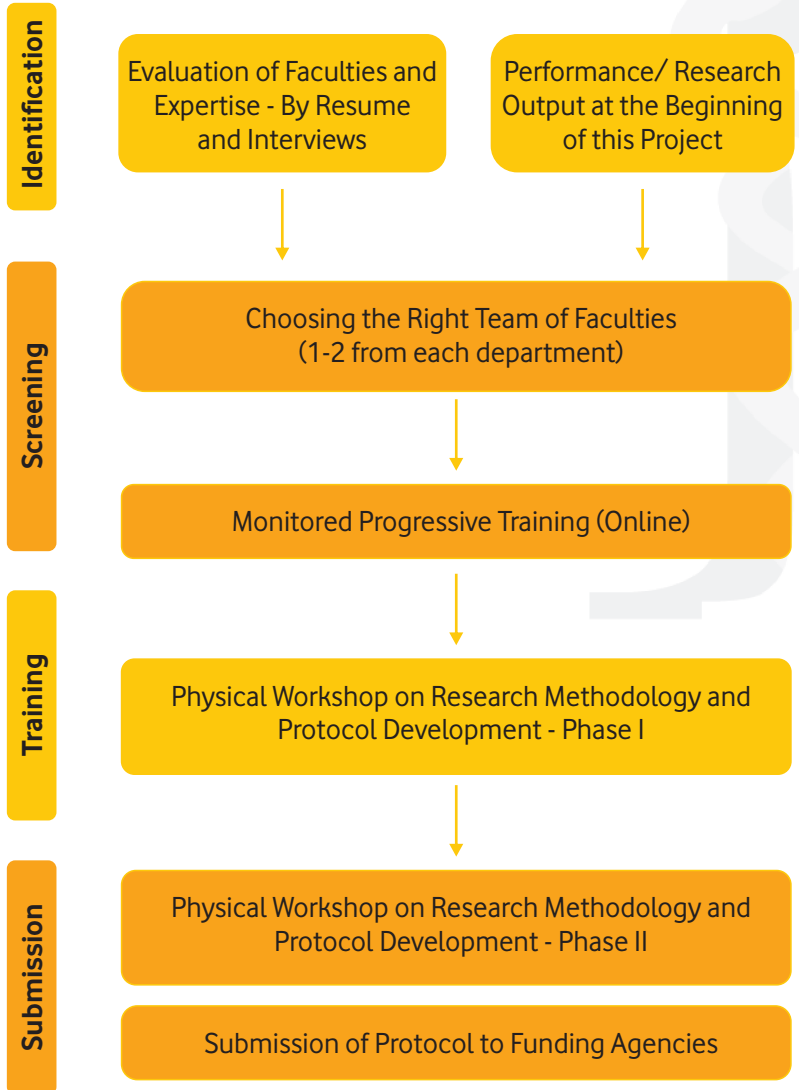 Identification
Evaluation of Faculties and
Expertise - By Resume
and Interviews
Performance/ Research
Output at the Beginning
of this Project
Screening
Choosing the Right Team of Faculties
(1-2 from each department)
Monitored Progressive Training (Online)
Training
Physical Workshop on Research Methodology and
Protocol Development - Phase I
Submission
Physical Workshop on Research Methodology and
Protocol Development - Phase II
Submission of Protocol to Funding Agencies